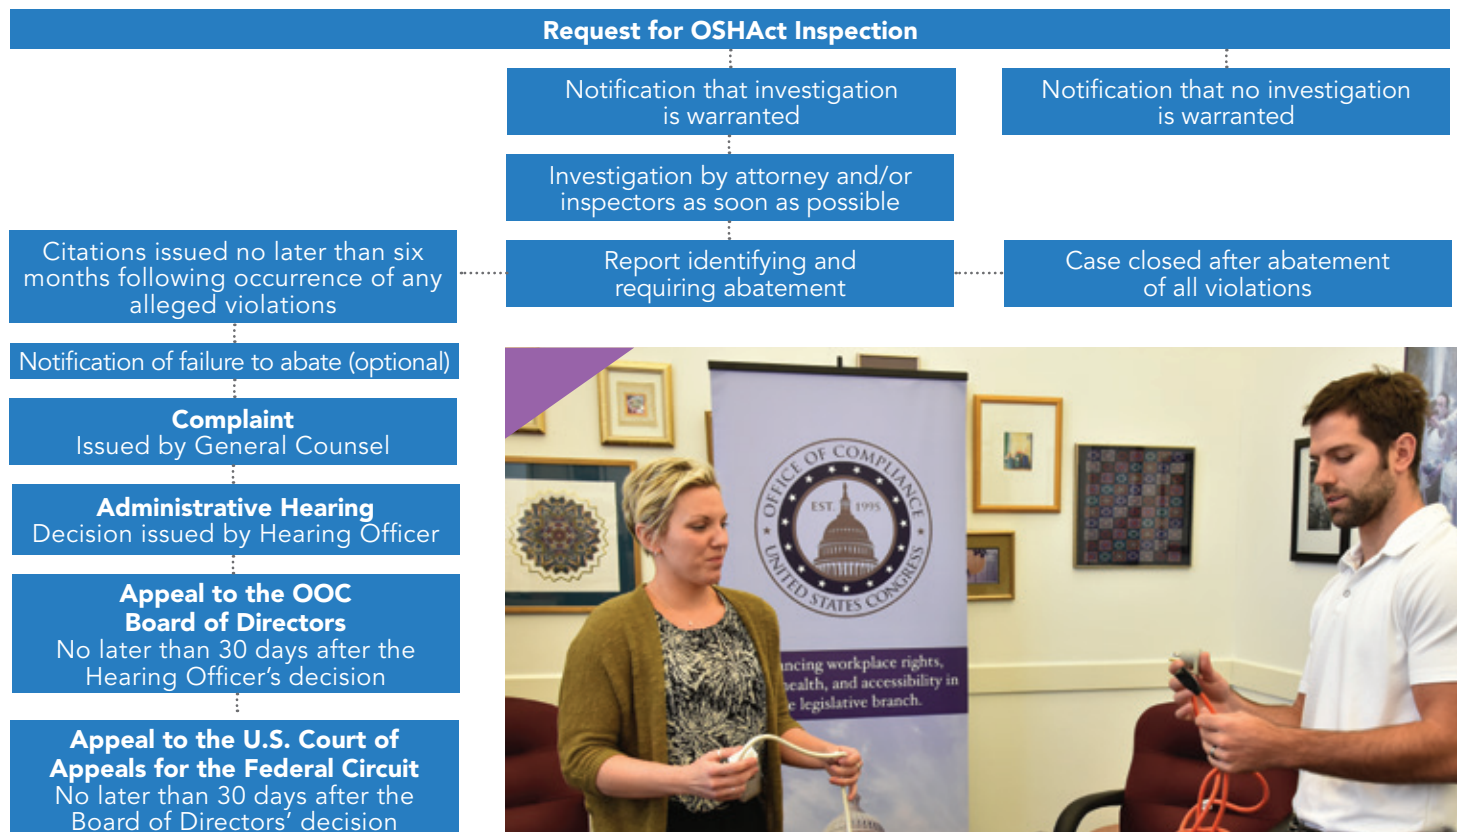 Request for OSHAct Inspection
Notification that investigation
is warranted
Notification that no investigation
is warranted
Investigation by attorney and/or
inspectors as soon as possible
Citations issued no later than six
months following occurrence of any
alleged violations
Report identifying and
requiring abatement
Case closed after abatement
of all violations
Notification of failure to abate (optional)
Complaint
Issued by General Counsel
Administrative Hearing
Decision issued by Hearing Officer
Appeal to the OOC
Board of Directors
No later than 30 days after the
Hearing Officer’s decision
Appeal to the U.S. Court of
Appeals for the Federal Circuit
No later than 30 days after the
Board of Directors’ decision
OFFICE OF COMPLIANCE
EST. 1995
UNITED STATES CONGRESS
ncing workplace rights,
ealth, and accessibility in
e legislative branch.